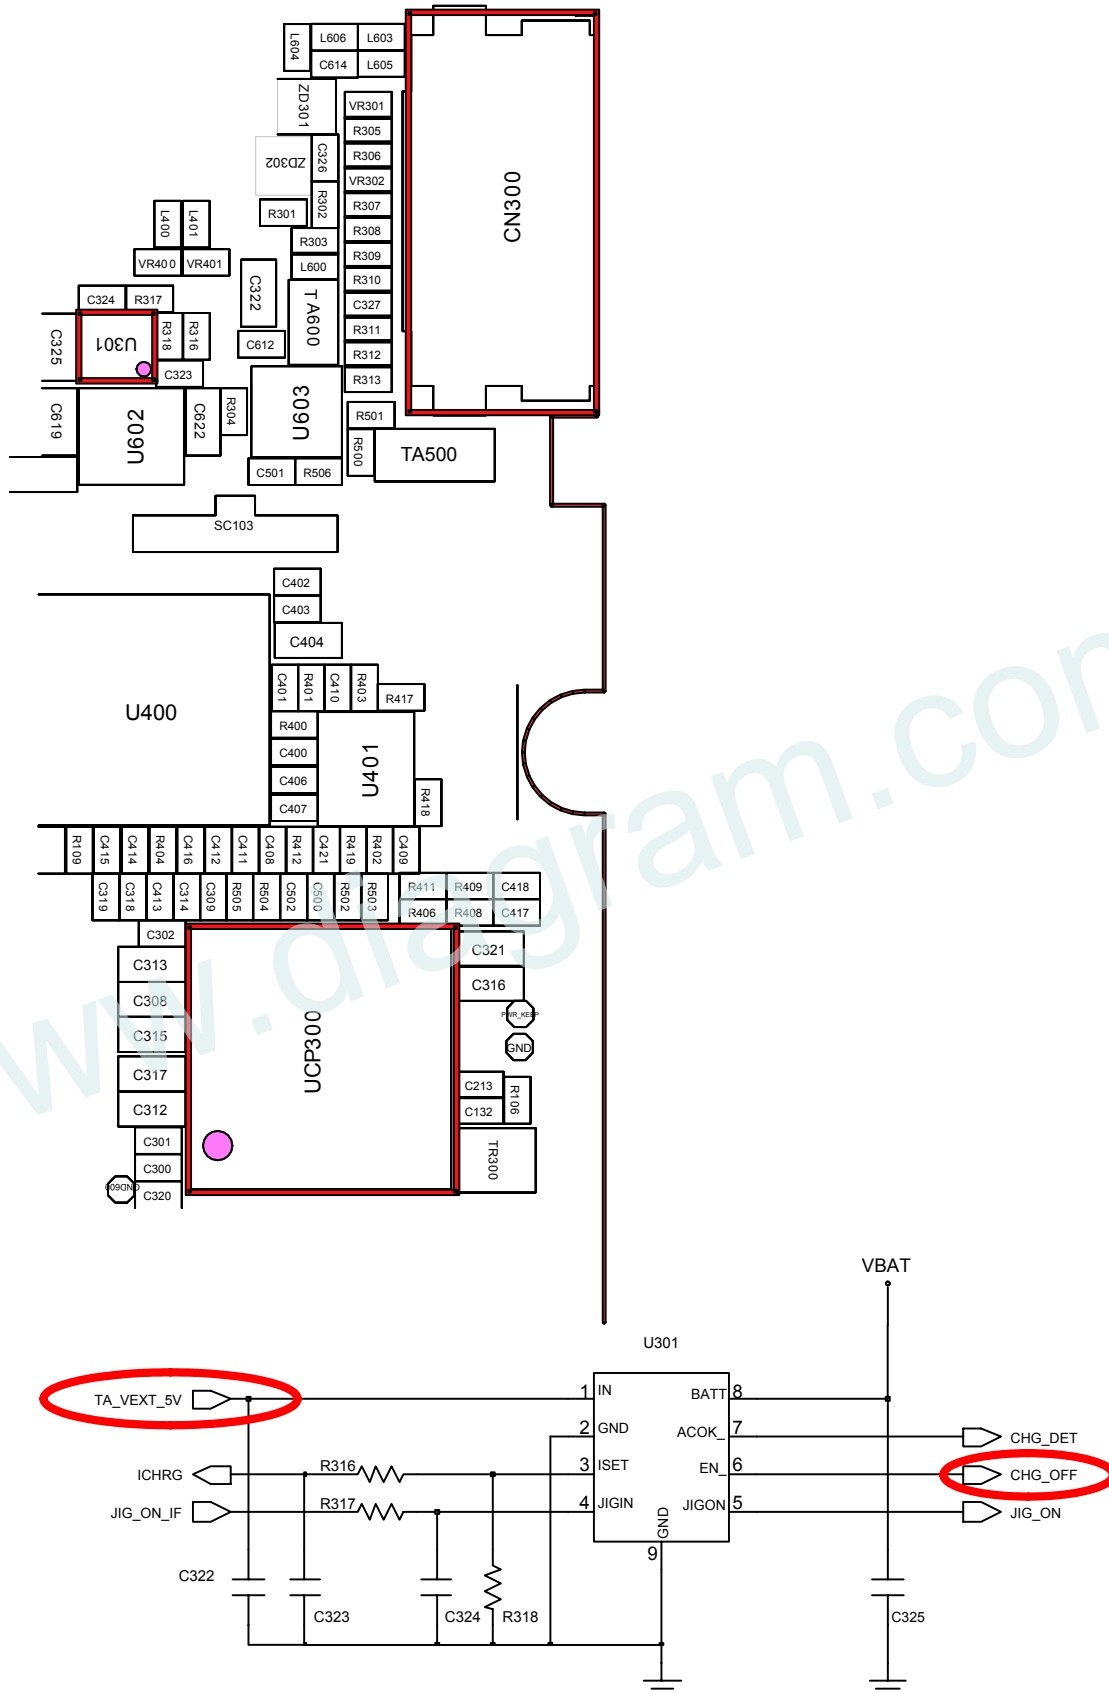 L604
L606
L603
C614
L605
ZD301
VR301
R305
ZD302
C326
R306
VR302
R302
R301
R307
R308
R303
R309
L600
R310
C327
R311
R312
R313
CN300
L400
L401
VR400
VR401
C322
TA600
C324
R317
C325
U301
R318
R316
C612
C323
C619
U602
C622
R304
U603
R501
R500
TA500
C501
R506
SC103
C402
C403
C404
U400
C401
R401
C410
R403
R417
R400
C400
C406
C407
U401
R418
R109
C415
C414
R404
C416
C412
C411
C408
R412
C421
R419
R402
C409
C319
C318
C413
C314
C309
R505
R504
C502
C500
R502
R503
R411
R409
C418
R406
R408
C417
C302
C313
C308
C315
C317
C312
C301
C300
C320
GND600
UCP300
C321
C316
PWR_KEEP
GND
C213
C132
R106
TR300
ww.diagram.com
VBAT
U301
TA_VEXT_5V
1
IN
BATT
8
2
GND
ACOK_
7
CHG_DET
ICHRG
R316
3
ISET
EN_
6
CHG_OFF
JIG_ON_IF
R317
4
JIGIN
JIGON
5
JIG_ON
GND
9
C322
C323
C324
R318
C325